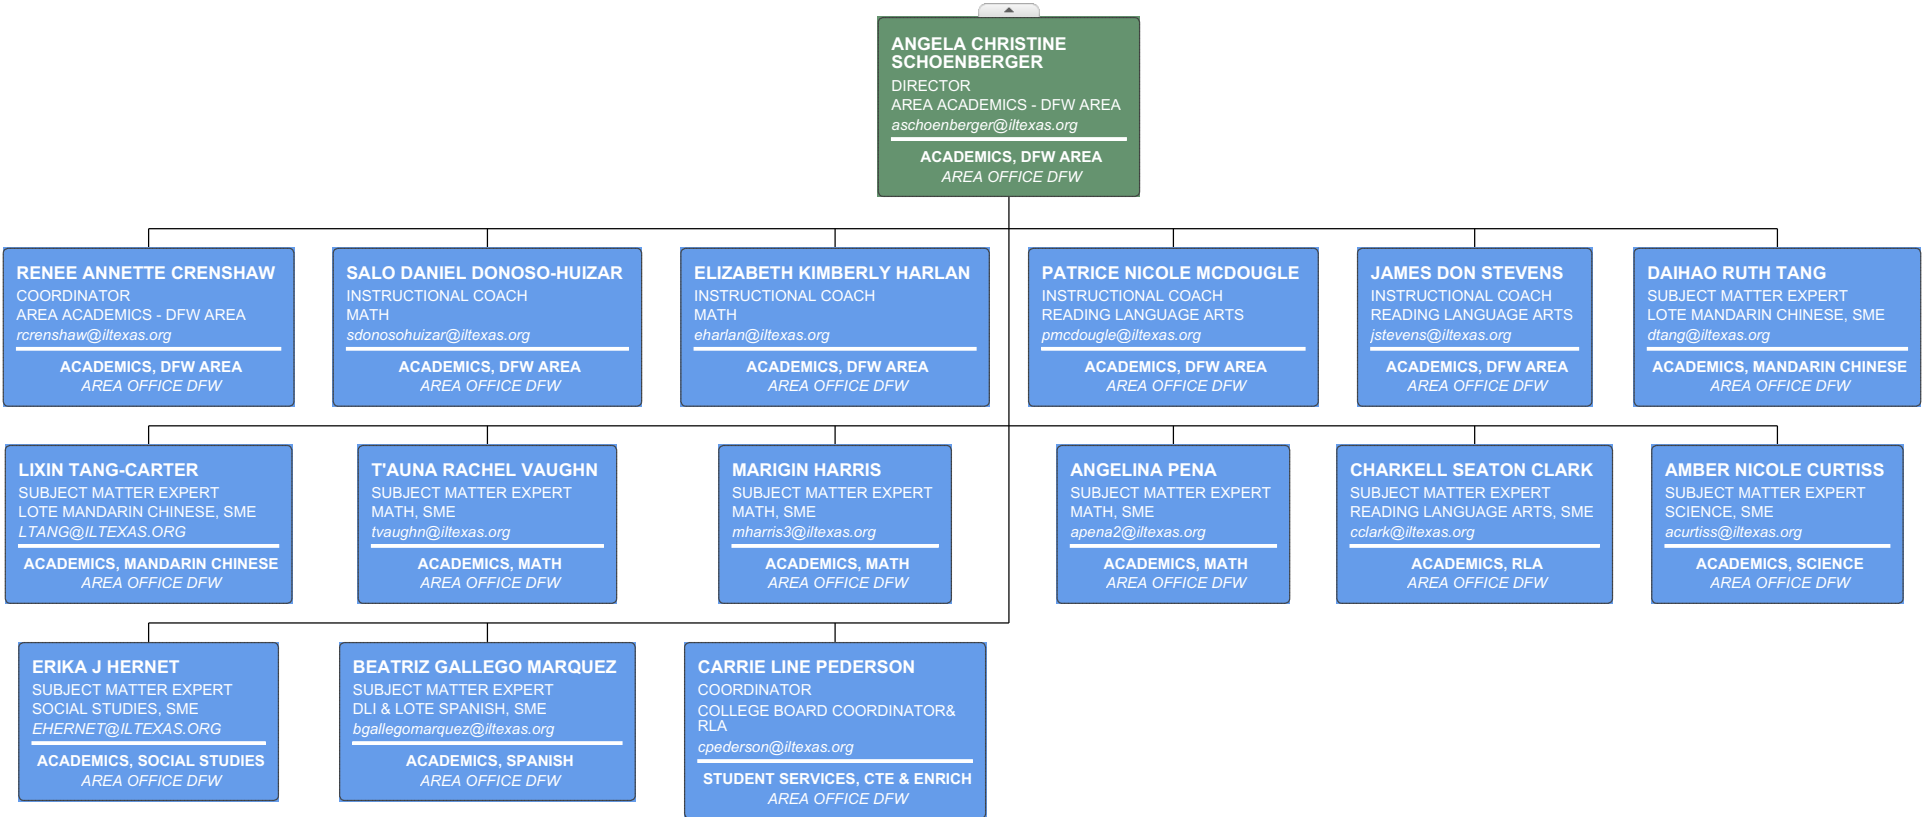 ANGELA CHRISTINE
SCHOENBERGER
DIRECTOR
AREA ACADEMICS - DFW AREA
aschoenberger@iltexas.org
ACADEMICS, DFW AREA
AREA OFFICE DFW
RENEE ANNETTE CRENSHAW
COORDINATOR
AREA ACADEMICS - DFW AREA
rcrenshaw@iltexas.org
ACADEMICS, DFW AREA
AREA OFFICE DFW
SALO DANIEL DONOSO-HUIZAR
INSTRUCTIONAL COACH
MATH
sdonosohuizar@iltexas.org
ACADEMICS, DFW AREA
AREA OFFICE DFW
ELIZABETH KIMBERLY HARLAN
INSTRUCTIONAL COACH
MATH
eharlan@iltexas.org
ACADEMICS, DFW AREA
AREA OFFICE DFW
PATRICE NICOLE MCDOUGLE
INSTRUCTIONAL COACH
READING LANGUAGE ARTS
pmcdougle@iltexas.org
ACADEMICS, DFW AREA
AREA OFFICE DFW
JAMES DON STEVENS
INSTRUCTIONAL COACH
READING LANGUAGE ARTS
jstevens@iltexas.org
ACADEMICS, DFW AREA
AREA OFFICE DFW
DAIHAO RUTH TANG
SUBJECT MATTER EXPERT
LOTE MANDARIN CHINESE, SME
dtang@iltexas.org
ACADEMICS, MANDARIN CHINESE
AREA OFFICE DFW
LIXIN TANG-CARTER
SUBJECT MATTER EXPERT
LOTE MANDARIN CHINESE, SME
LTANG@ILTEXAS.ORG
ACADEMICS, MANDARIN CHINESE
AREA OFFICE DFW
T'AUNA RACHEL VAUGHN
SUBJECT MATTER EXPERT
MATH, SME
tvaughn@iltexas.org
ACADEMICS, MATH
AREA OFFICE DFW
MARIGIN HARRIS
SUBJECT MATTER EXPERT
MATH, SME
mharris3@iltexas.org
ACADEMICS, MATH
AREA OFFICE DFW
ANGELINA PENA
SUBJECT MATTER EXPERT
MATH, SME
apena2@iltexas.org
ACADEMICS, MATH
AREA OFFICE DFW
CHARKELL SEATON CLARK
SUBJECT MATTER EXPERT
READING LANGUAGE ARTS, SME
cclark@iltexas.org
ACADEMICS, RLA
AREA OFFICE DFW
AMBER NICOLE CURTISS
SUBJECT MATTER EXPERT
SCIENCE, SME
acurtiss@iltexas.org
ACADEMICS, SCIENCE
AREA OFFICE DFW
ERIKA J HERNET
SUBJECT MATTER EXPERT
SOCIAL STUDIES, SME
EHERNET@ILTEXAS.ORG
ACADEMICS, SOCIAL STUDIES
AREA OFFICE DFW
BEATRIZ GALLEGO MARQUEZ
SUBJECT MATTER EXPERT
DLI & LOTE SPANISH, SME
bgallegomarquez@iltexas.org
ACADEMICS, SPANISH
AREA OFFICE DFW
CARRIE LINE PEDERSON
COORDINATOR
COLLEGE BOARD COORDINATOR&
RLA
cpederson@iltexas.org
STUDENT SERVICES, CTE & ENRICH
AREA OFFICE DFW